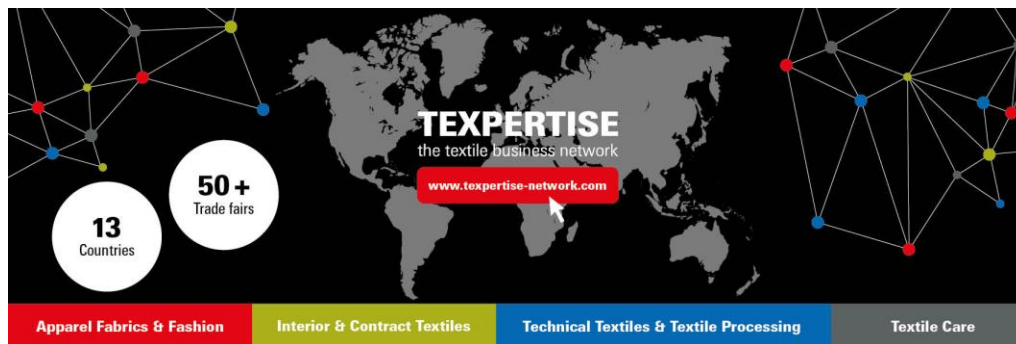 TEXPERTISE
the textile business network
www.texpertise-network.com
50+
Trade fairs
13
Countries
Apparel Fabrics & Fashion
Interior & Contract Textiles
Technical Textiles & Textile Processing
Textile Care